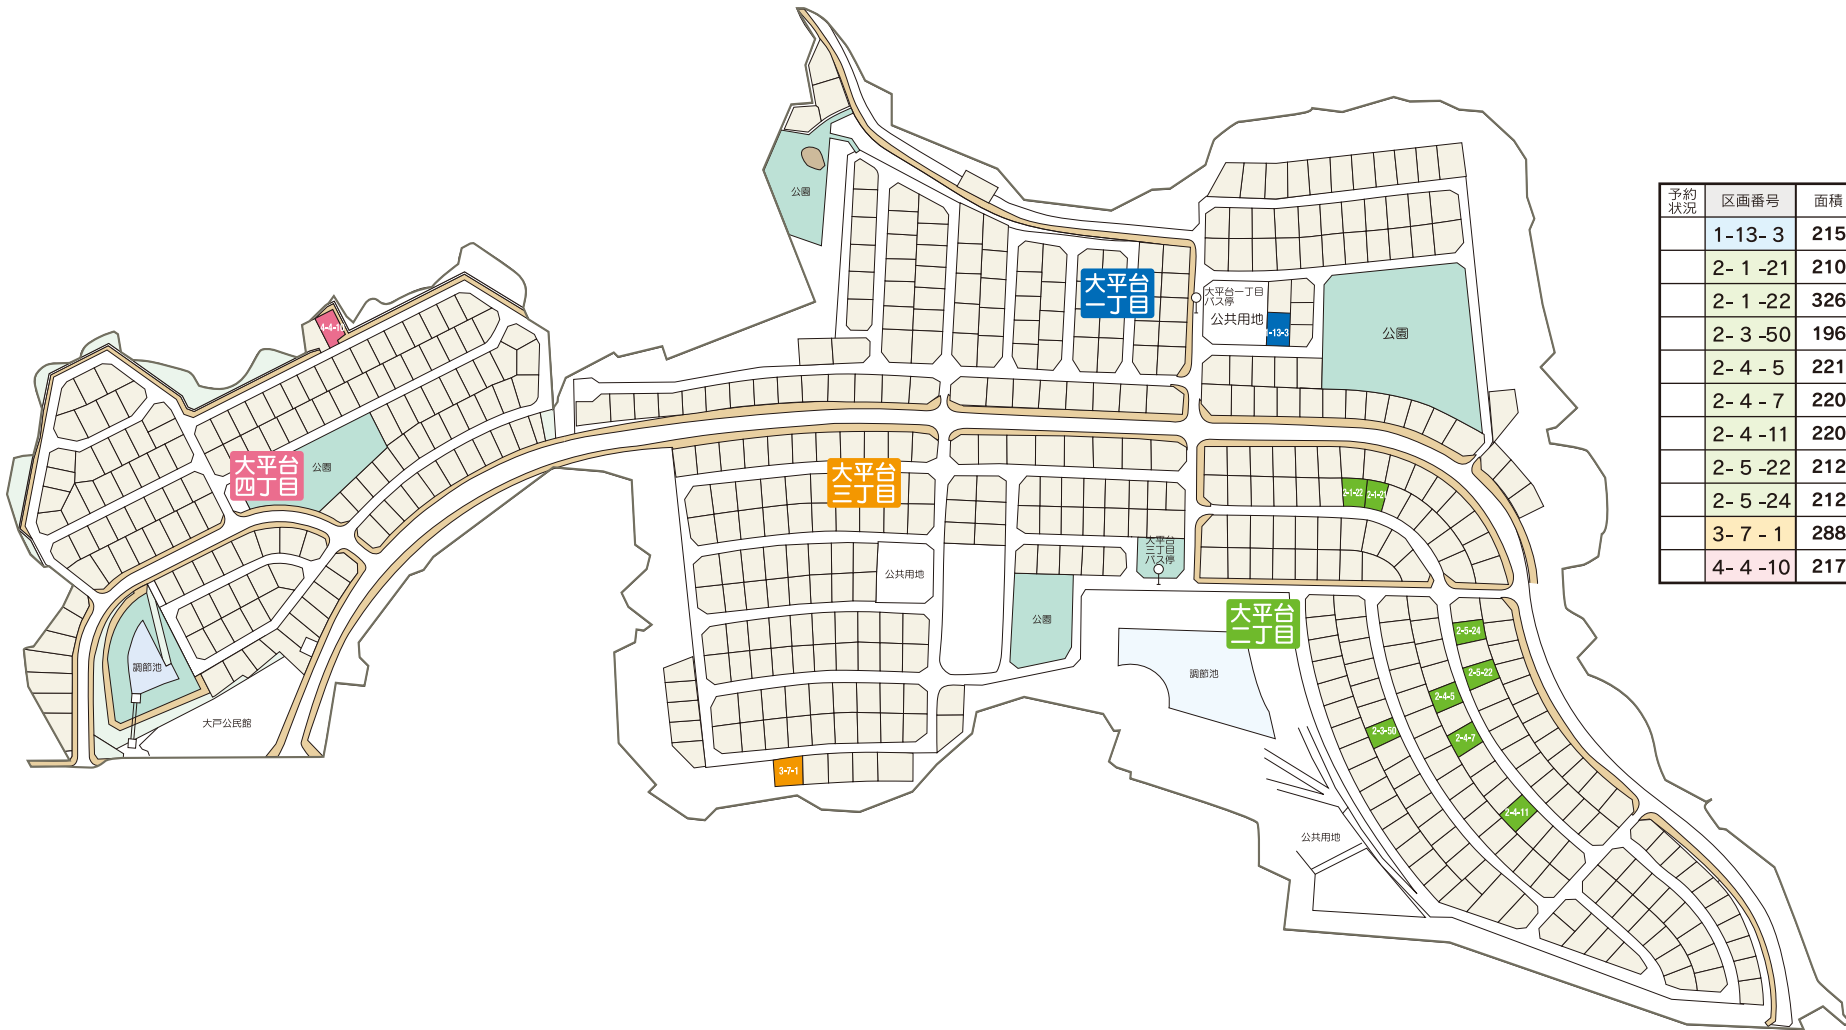 公園
大平台
一丁目
大平台一丁目
バス停
公共用地
1-13-3
公園
4-4-10
大平台
四丁目
公園
大平台
三丁目
2-1-22
2-1-21
公共用地
大平台
三丁目
バス停
公園
大平台
二丁目
調節池
2-5-24
2-5-22
2-4-5
2-3-50
2-4-7
2-4-11
3-7-1
調節池
大戸公民館
公共用地
予約
状況
区画番号 面積
1-13-3 215
2-1-21 210
2-1-22 326
2-3-50 196
2-4-5 221
2-4-7 220
2-4-11 220
2-5-22 212
2-5-24 212
3-7-1 288
4-4-10 217